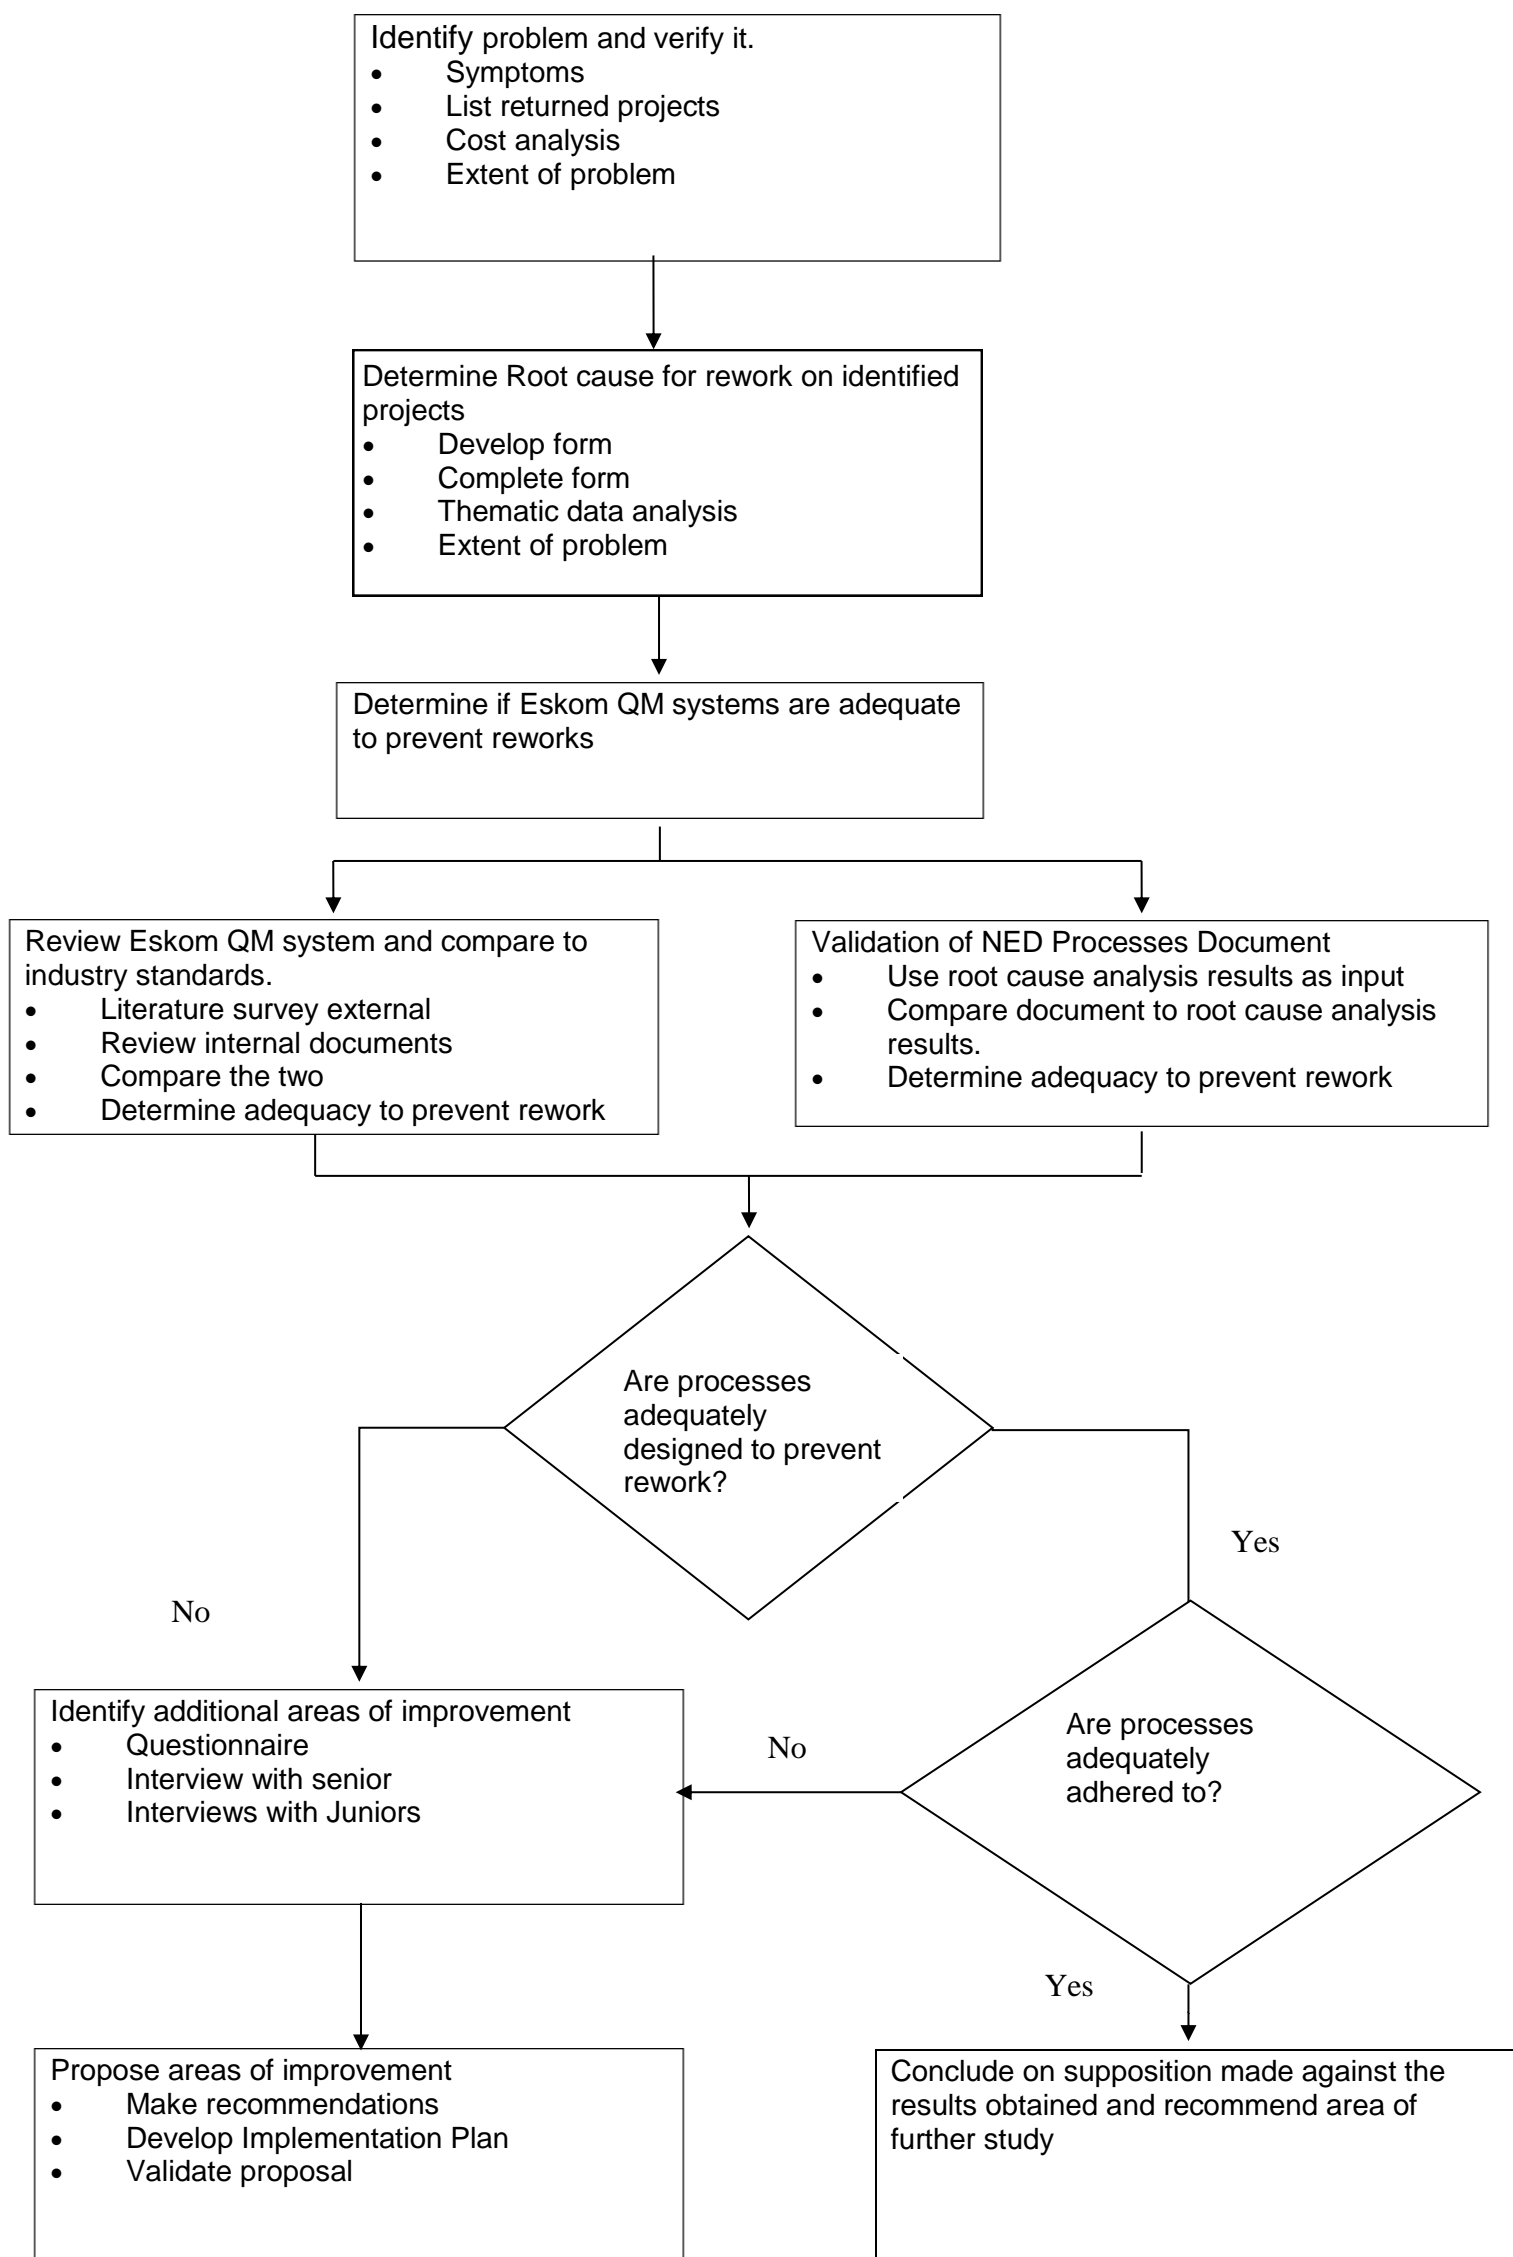 Identify problem and verify it.
• Symptoms
• List returned projects
• Cost analysis
• Extent of problem
Determine Root cause for rework on identified
projects
• Develop form
• Complete form
• Thematic data analysis
• Extent of problem
Determine if Eskom QM systems are adequate
to prevent reworks
Review Eskom QM system and compare to
industry standards.
• Literature survey external
• Review internal documents
• Compare the two
• Determine adequacy to prevent rework
Validation of NED Processes Document
• Use root cause analysis results as input
• Compare document to root cause analysis
results.
• Determine adequacy to prevent rework
Are processes
adequately
designed to prevent
rework?
Yes
No
Identify additional areas of improvement
• Questionnaire
• Interview with senior
• Interviews with Juniors
No
Are processes
adequately
adhered to?
Yes
Propose areas of improvement
• Make recommendations
• Develop Implementation Plan
• Validate proposal
Conclude on supposition made against the
results obtained and recommend area of
further study